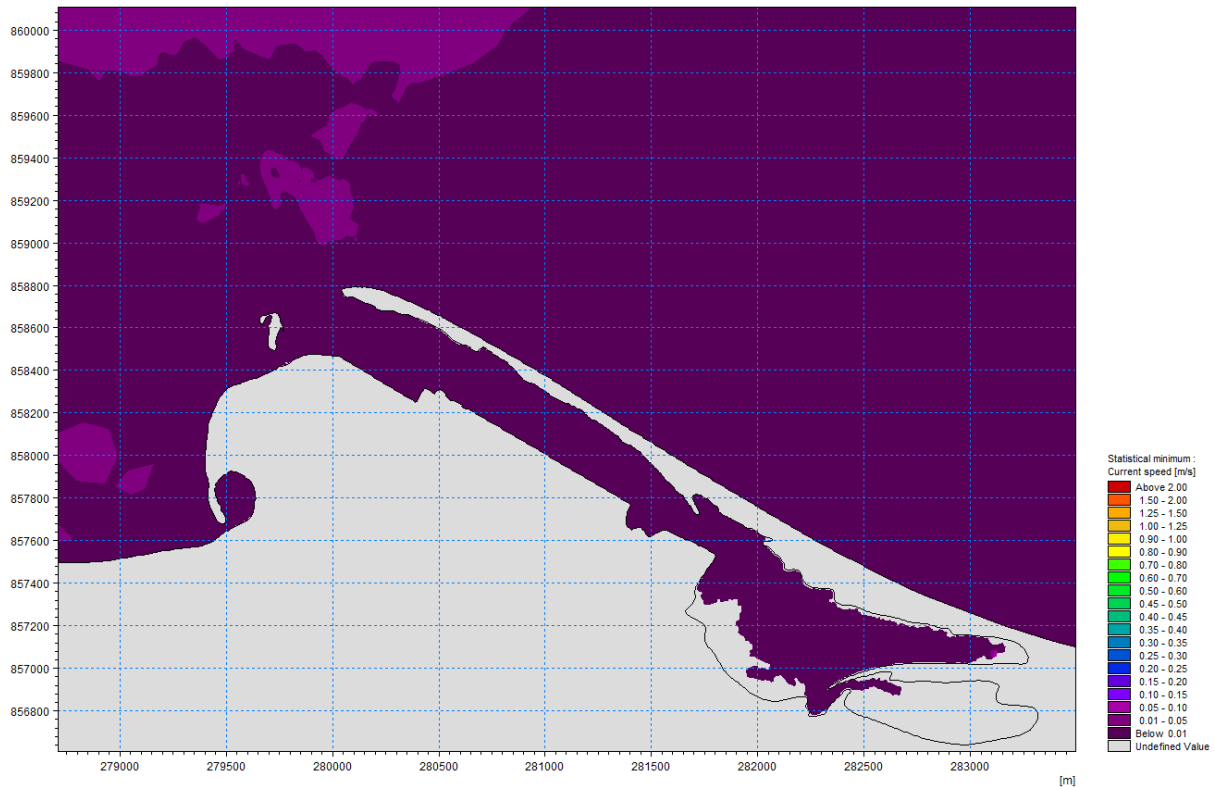 860000
859800
859600
859400
859200
859000
858800
858600
858400
858200
858000
857800
857600
857400
857200
857000
856800
279000 279500 280000 280500 281000 281500 282000 282500 283000
[m]
Statistical minimum :
Current speed [m/s]
Above 2.00
1.50 - 2.00
1.25 - 1.50
1.00 - 1.25
0.90 - 1.00
0.80 - 0.90
0.70 - 0.80
0.60 - 0.70
0.50 - 0.60
0.45 - 0.50
0.40 - 0.45
0.35 - 0.40
0.30 - 0.35
0.25 - 0.30
0.20 - 0.25
0.15 - 0.20
0.10 - 0.15
0.05 - 0.10
0.01 - 0.05
Below 0.01
Undefined Value